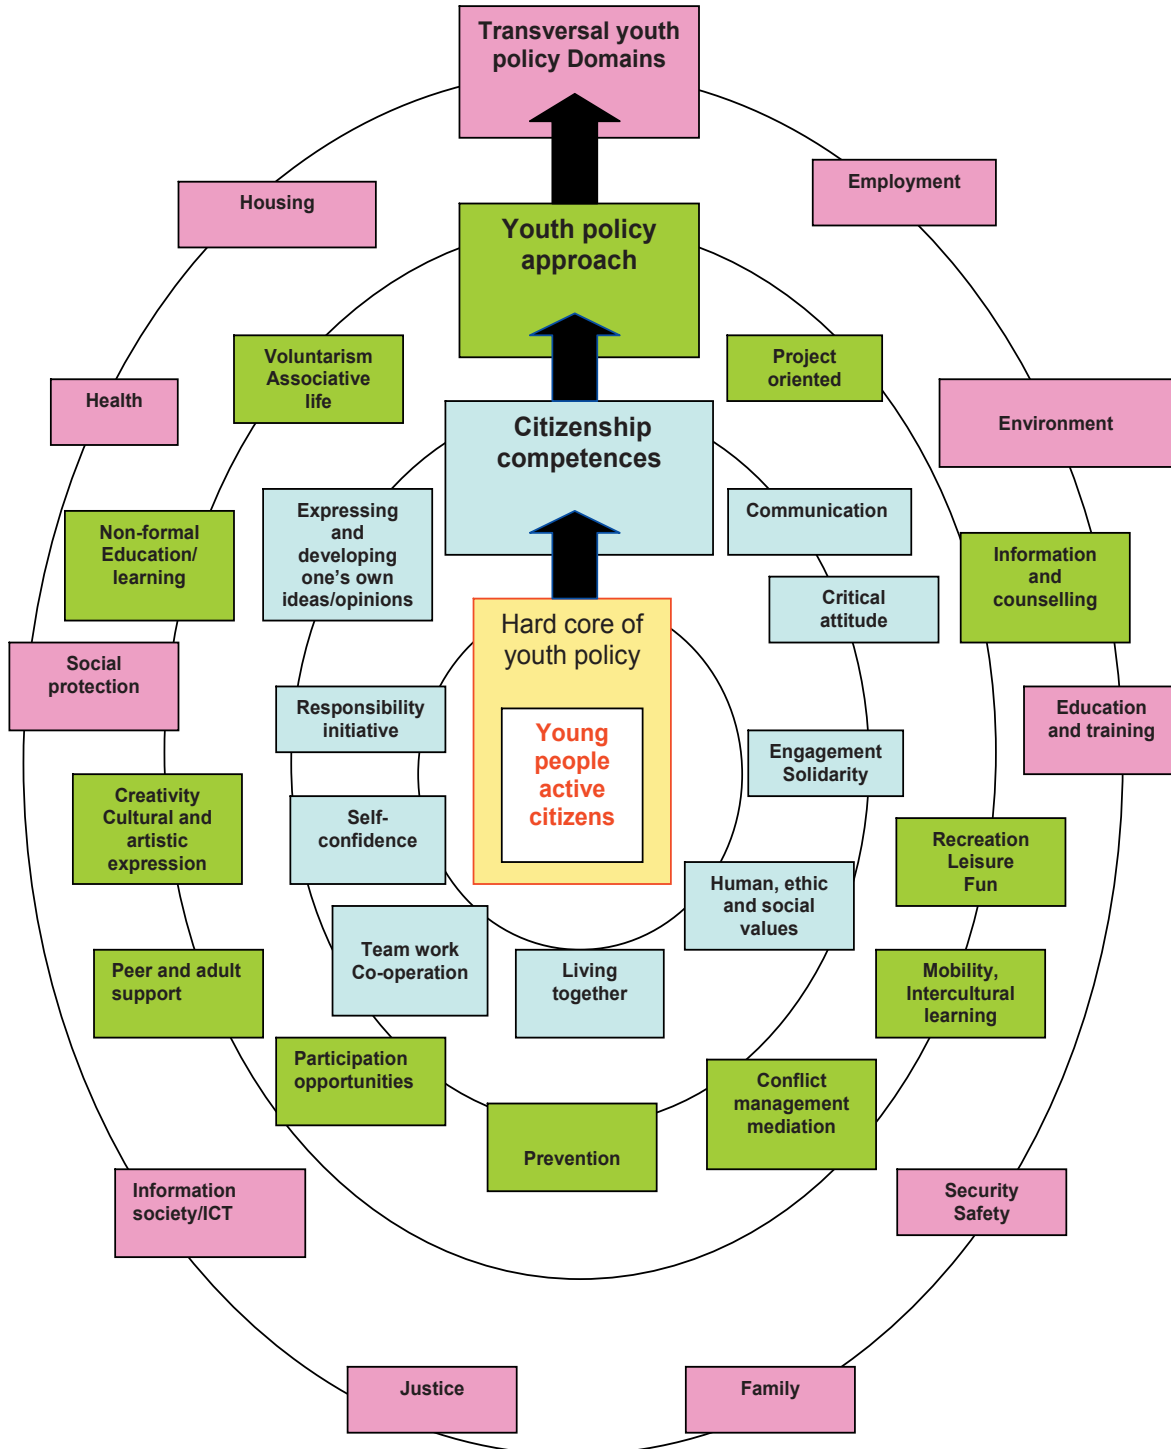 Transversal youth
policy Domains
Housing
Employment
Youth policy
approach
Voluntarism
Associative
life
Project
oriented
Health
Environment
Citizenship
competences
Expressing
and
developing
one's own
ideas/opinions
Communication
Non-formal
Education/
learning
Information
and
counselling
Critical
attitude
Hard core of
youth policy
Social
protection
Responsibility
initiative
Education
and training
Young
people
active
citizens
Engagement
Solidarity
Creativity
Cultural and
artistic
expression
Self-
confidence
Recreation
Leisure
Fun
Human, ethic
and social
values
Team work
Co-operation
Living
together
Peer and adult
support
Mobility,
Intercultural
learning
Participation
opportunities
Conflict
management
mediation
Prevention
Information
society/ICT
Security
Safety
Justice
Family